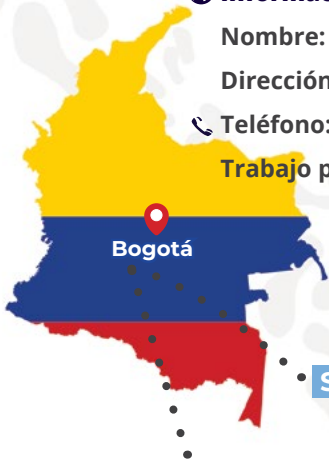 Nombre:
Dirección
Teléfono:
Trabajo p
Bogotá
S